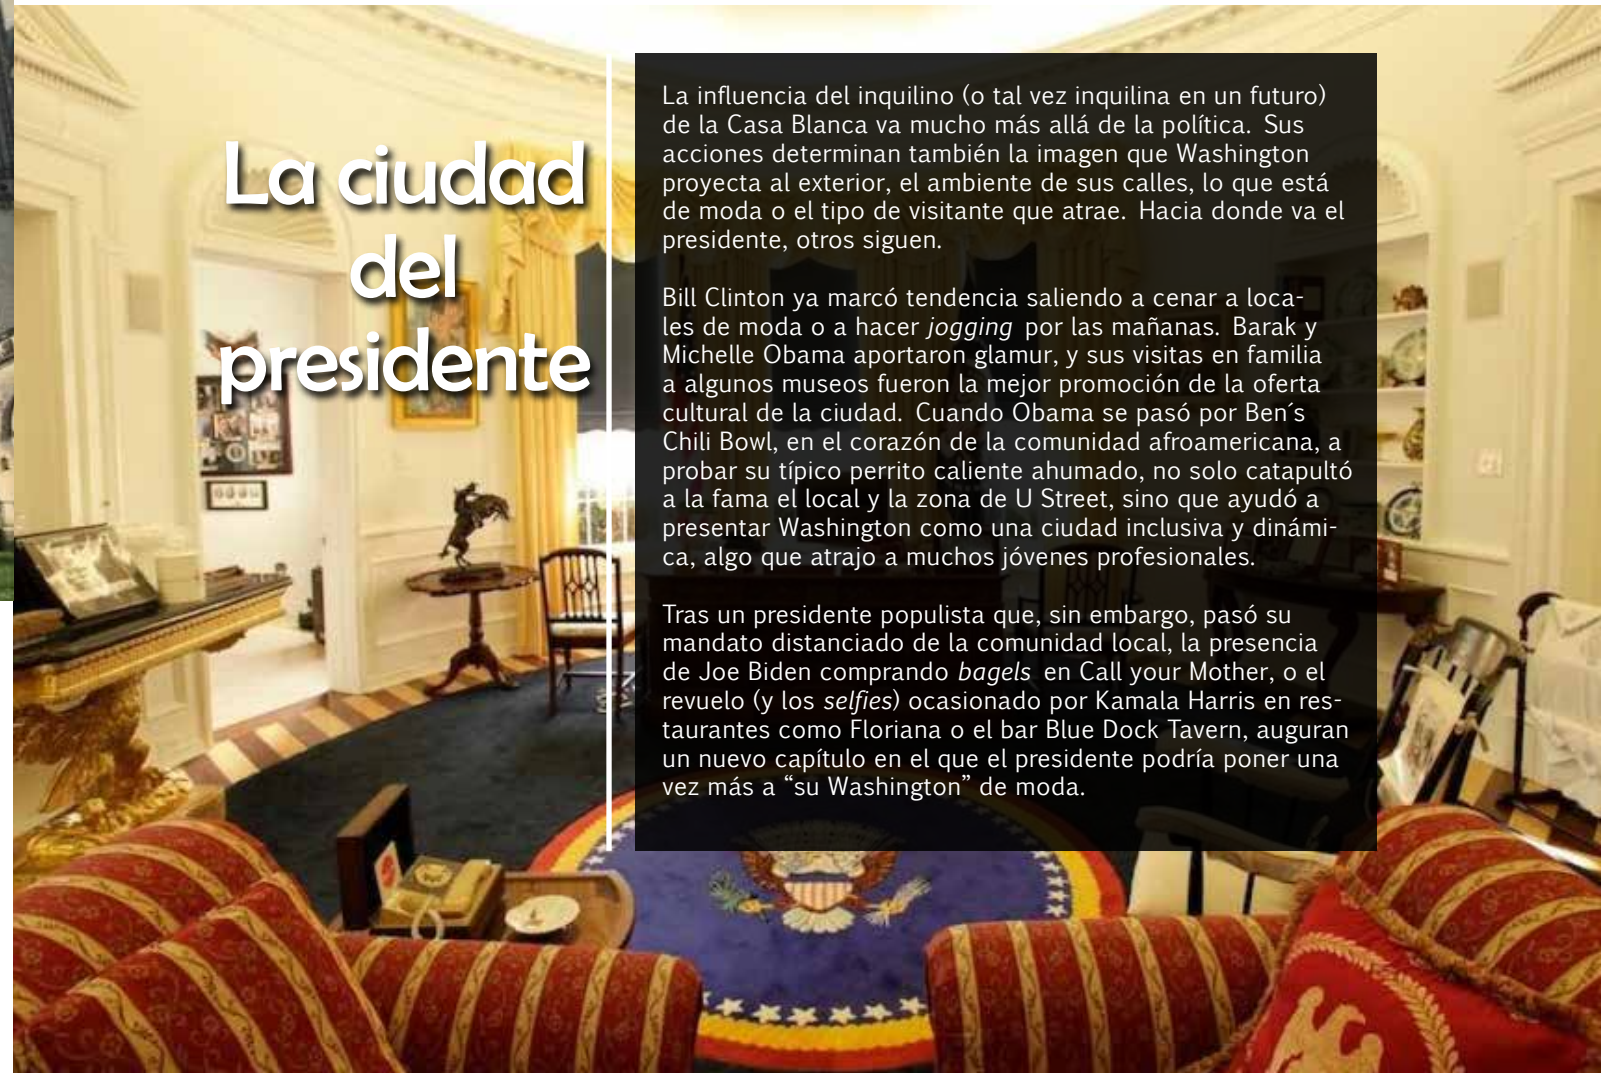 La ciudad
del
presidente
La influencia del inquilino (o tal vez inquilina en un futuro)
de la Casa Blanca va mucho más allá de la política. Sus
acciones determinan también la imagen que Washington
proyecta al exterior, el ambiente de sus calles, lo que está
de moda o el tipo de visitante que atrae. Hacia donde va el
presidente, otros siguen.
Bill Clinton ya marcó tendencia saliendo a cenar a loca-
les de moda o a hacer jogging por las mañanas. Barak y
Michelle Obama aportaron glamur, y sus visitas en familia
a algunos museos fueron la mejor promoción de la oferta
cultural de la ciudad. Cuando Obama se pasó por Ben´s
Chili Bowl, en el corazón de la comunidad afroamericana, a
probar su típico perrito caliente ahumado, no solo catapultó
a la fama el local y la zona de U Street, sino que ayudó a
presentar Washington como una ciudad inclusiva y dinámi-
ca, algo que atrajo a muchos jóvenes profesionales.
Tras un presidente populista que, sin embargo, pasó su
mandato distanciado de la comunidad local, la presencia
de Joe Biden comprando bagels en Call your Mother, o el
revuelo (y los selfies) ocasionado por Kamala Harris en res-
taurantes como Floriana o el bar Blue Dock Tavern, auguran
un nuevo capítulo en el que el presidente podría poner una
vez más a “su Washington” de moda.